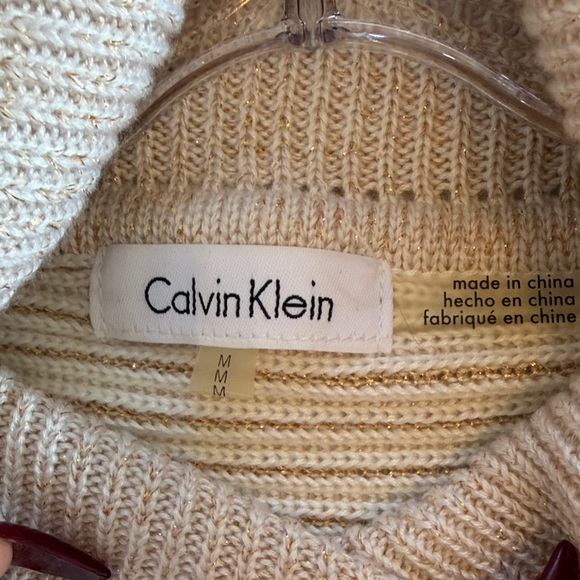 Calvin Klein
made in china
hecho en china
fabriqué en chine
M
M
M